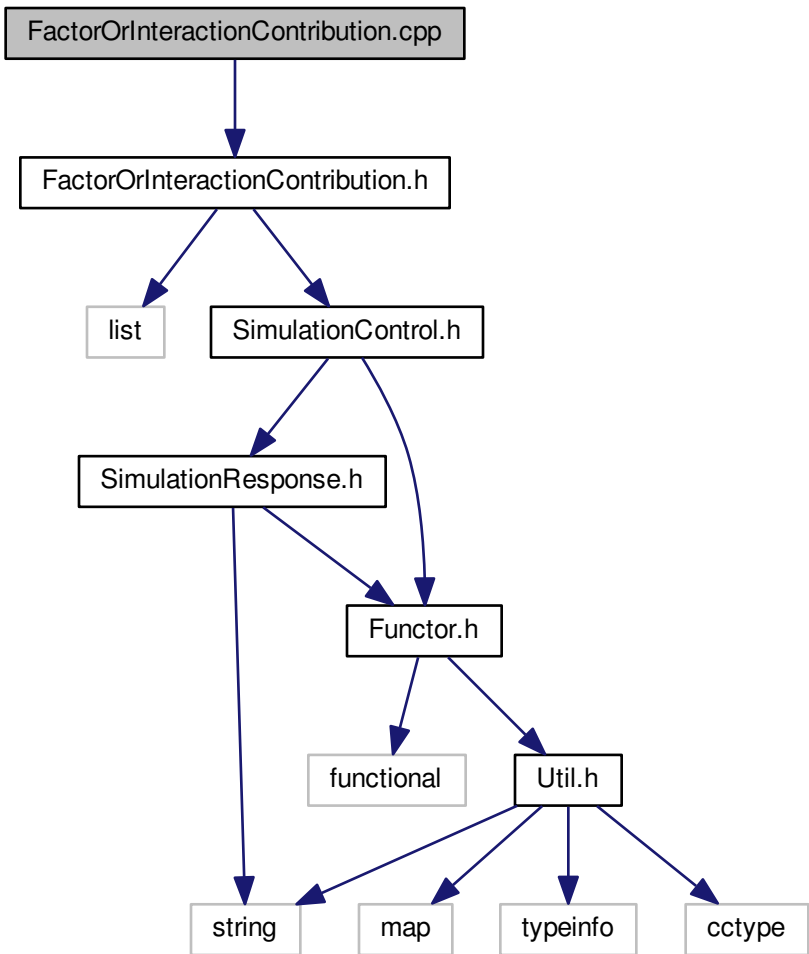 FactorOrInteractionContribution.cpp
FactorOrInteractionContribution.h
list
SimulationControl.h
SimulationResponse.h
Functor.h
functional
Util.h
string
map
typeinfo
cctype